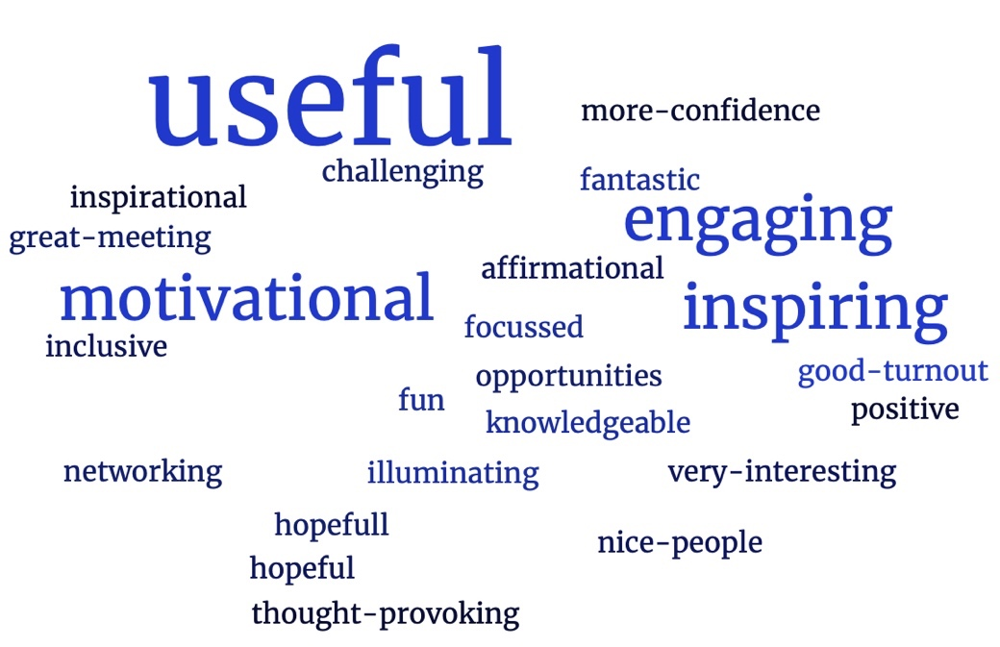 useful
more-confidence
challenging
fantastic
inspirational
engaging
great-meeting
affirmational
motivational
inspiring
focussed
inclusive
good-turnout
opportunities
fun
positive
knowledgeable
networking
illuminating
very-interesting
hopefull
nice-people
hopeful
thought-provoking